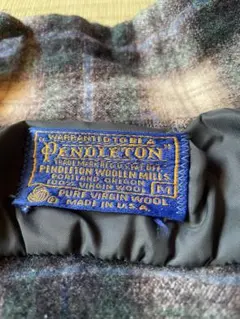 WARRANTED TO BE A
PENDLETON
TRADE MARK REG. U.S. PAT. OFF.
PENDLETON WOOLEN MILLS
PORTLAND, OREGON
100% VIRGIN WOOL M
PURE VIRGIN WOOL
MADE IN U.S.A.